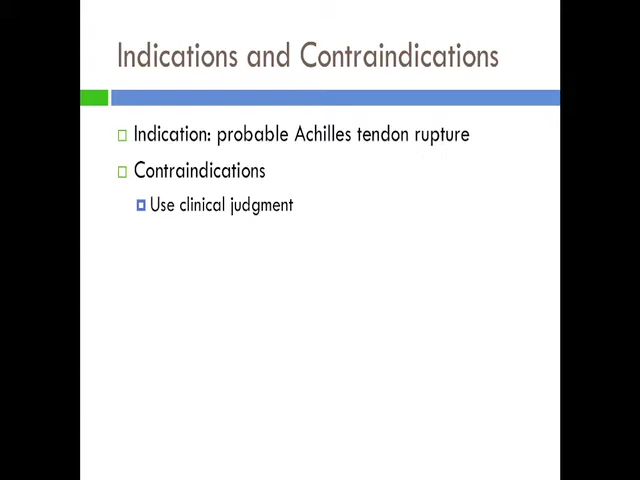 Indications and Contraindications
Indication: probable Achilles tendon rupture
Contraindications
Use clinical judgment